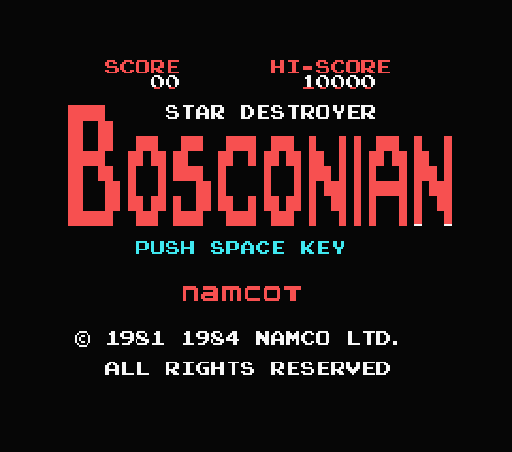 SCORE HI-SCORE
00 10000
STAR DESTROYER
BOSCONIAN
PUSH SPACE KEY
namcot
© 1981 1984 NAMCO LTD.
ALL RIGHTS RESERVED